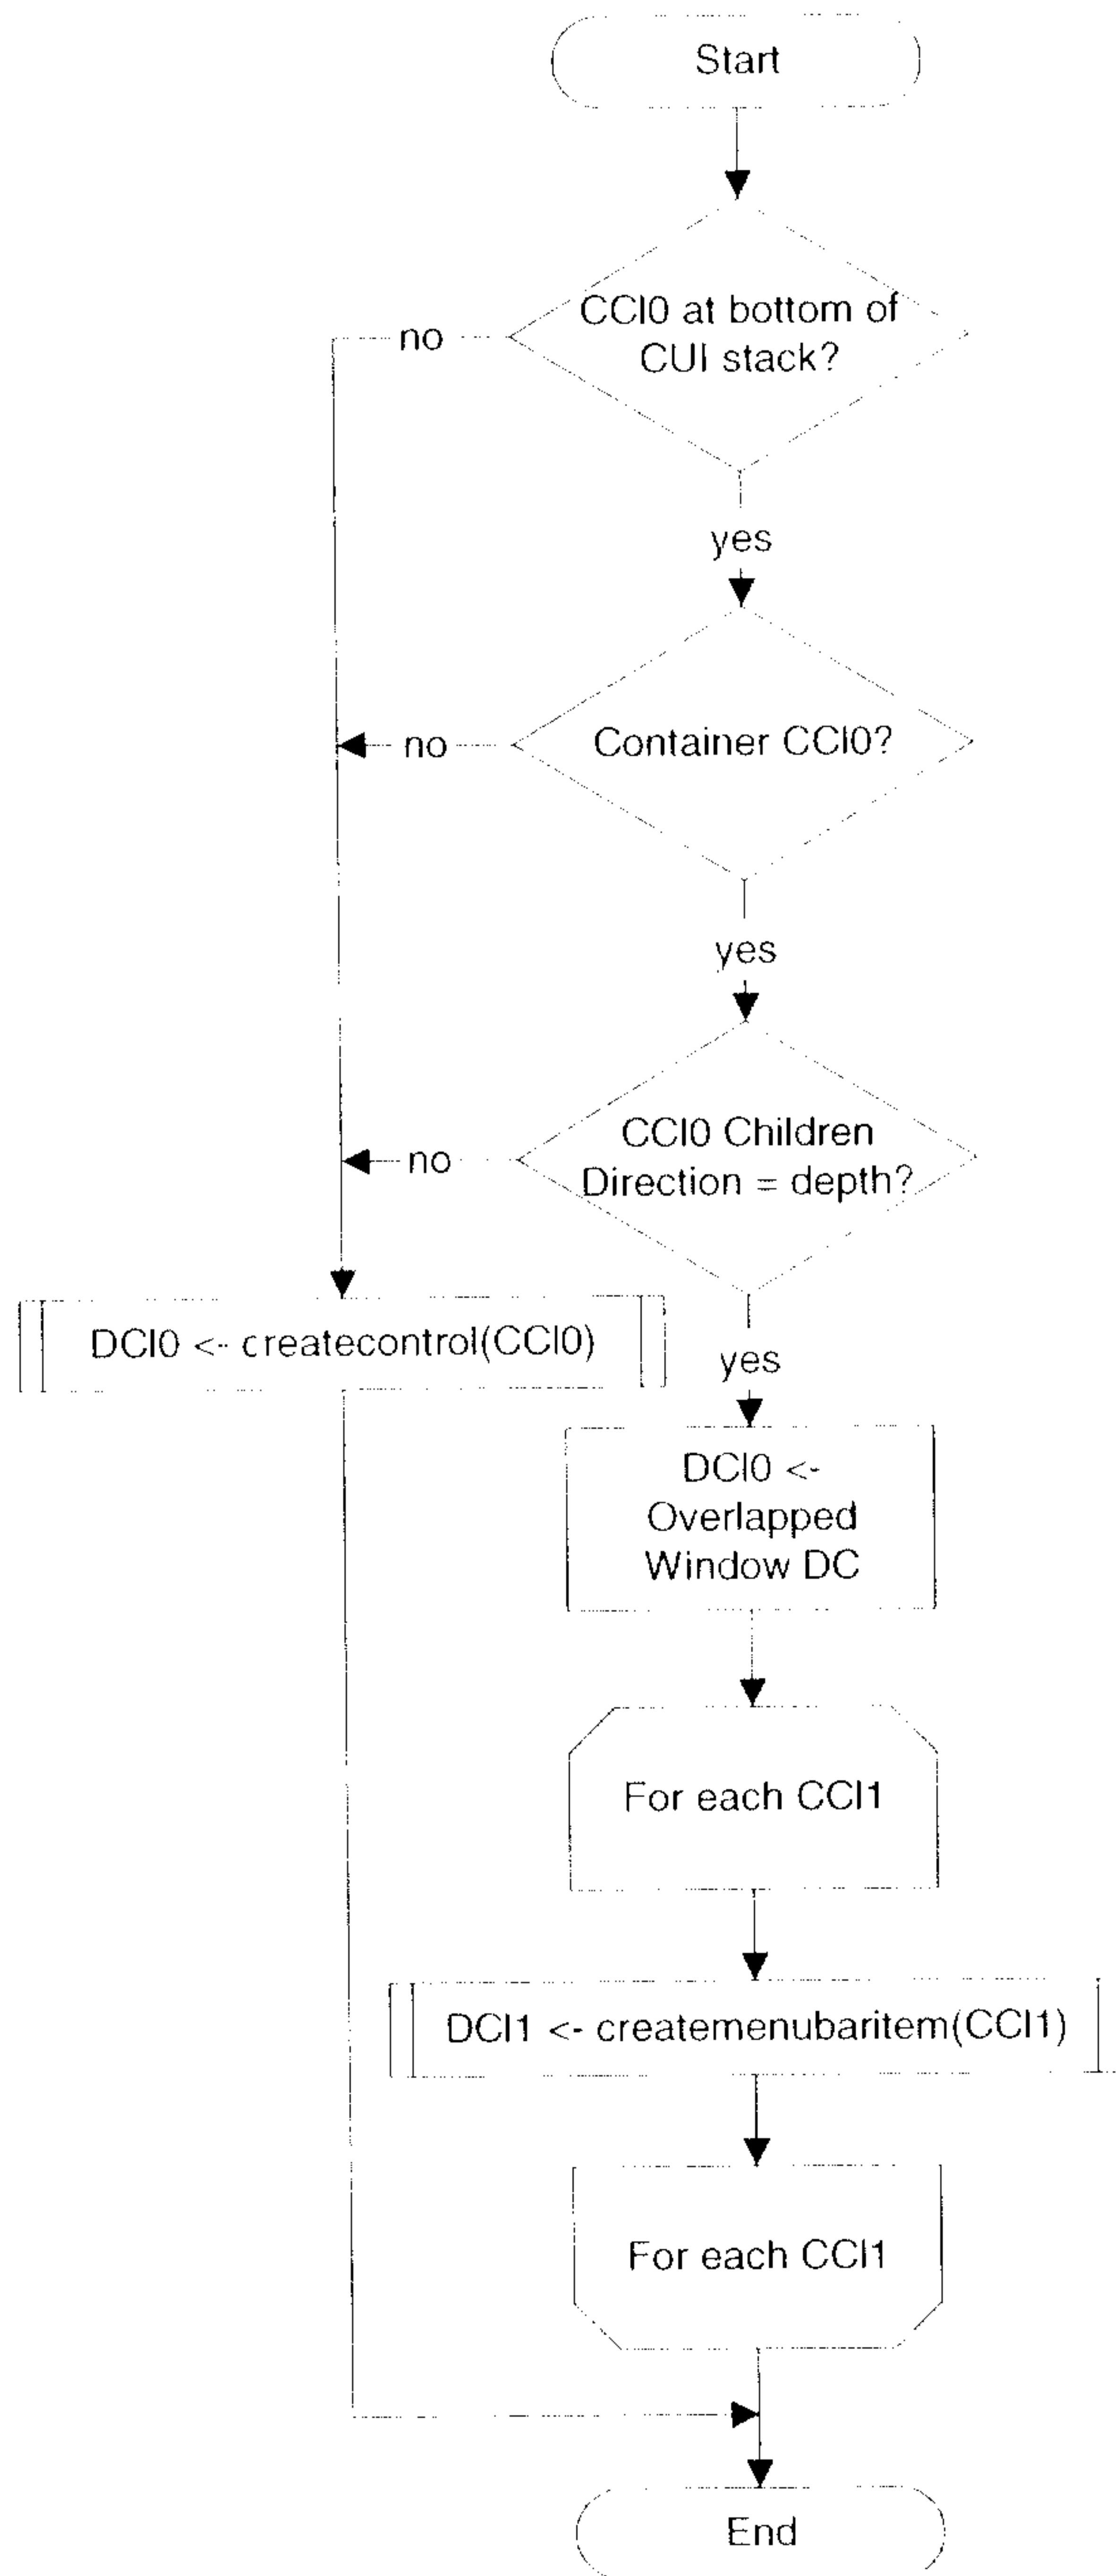 Start
CCI0 at bottom of
CUI stack?
no
yes
Container CCI0?
no
yes
CCI0 Children
Direction = depth?
no
DCI0 <- createcontrol(CCI0)
yes
DCI0 <-
Overlapped
Window DC
For each CCI1
DCI1 <- createmenubaritem(CCI1)
For each CCI1
End